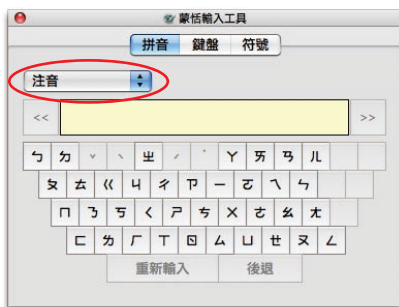 蒙恬輸入工具
拼音 鍵盤 符號
注音
<< >>
ㄅ ㄉ ˇ ˋ ㄓ ˊ ˙ ㄚ ㄞ ㄢ ㄦ
ㄆ ㄊ ㄍ ㄐ ㄔ ㄗ ㄧ ㄛ ㄟ ㄣ
ㄇ ㄋ ㄎ ㄑ ㄕ ㄘ ㄨ ㄜ ㄠ ㄤ
ㄈ ㄌ ㄏ ㄒ ㄖ ㄙ ㄩ ㄝ ㄡ ㄥ
重新輸入 後退